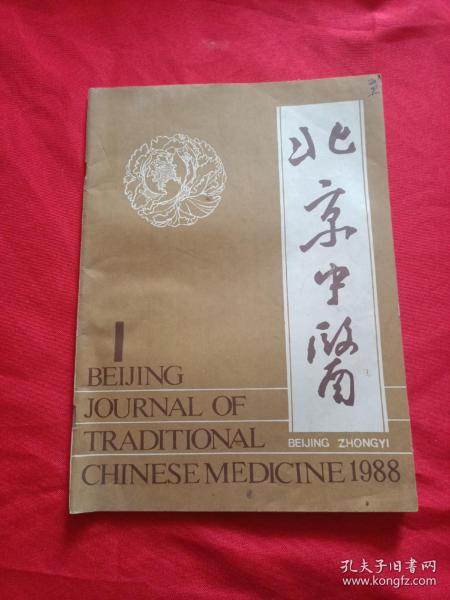 北京中醫
1
BEIJING
JOURNAL OF
TRADITIONAL
BEIJING ZHONGYI
CHINESE MEDICINE 1988
孔夫子旧书网
www.kongfz.com